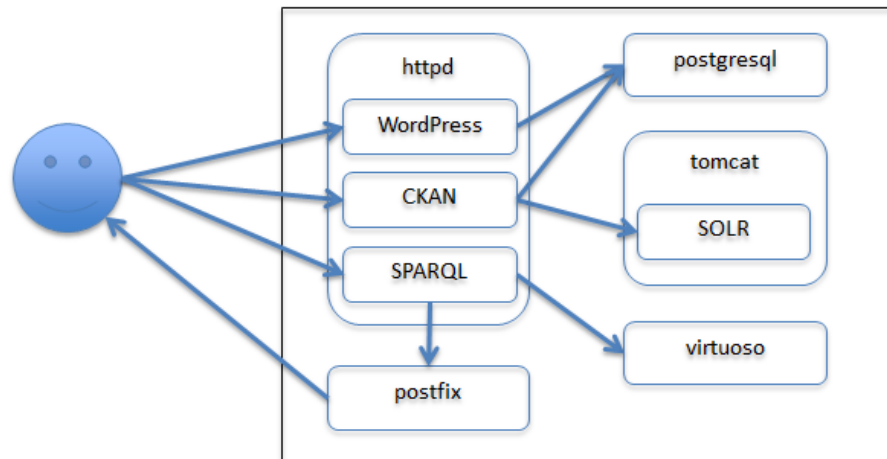 httpd
WordPress
CKAN
SPARQL
postfix
postgresql
tomcat
SOLR
virtuoso